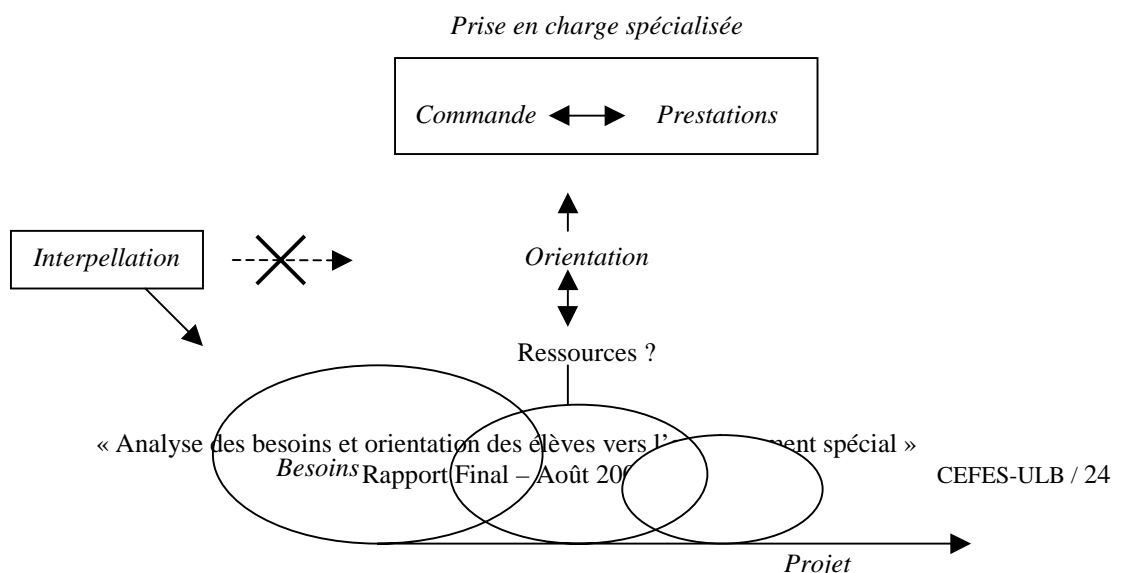 Prise en charge spécialisée
Commande Prestations
Interpellation
Orientation
Ressources ?
« Analyse des besoins et orientation des élèves vers spécial »
Besoins
Rapport Final – Août
CEFES-ULB / 24
Projet